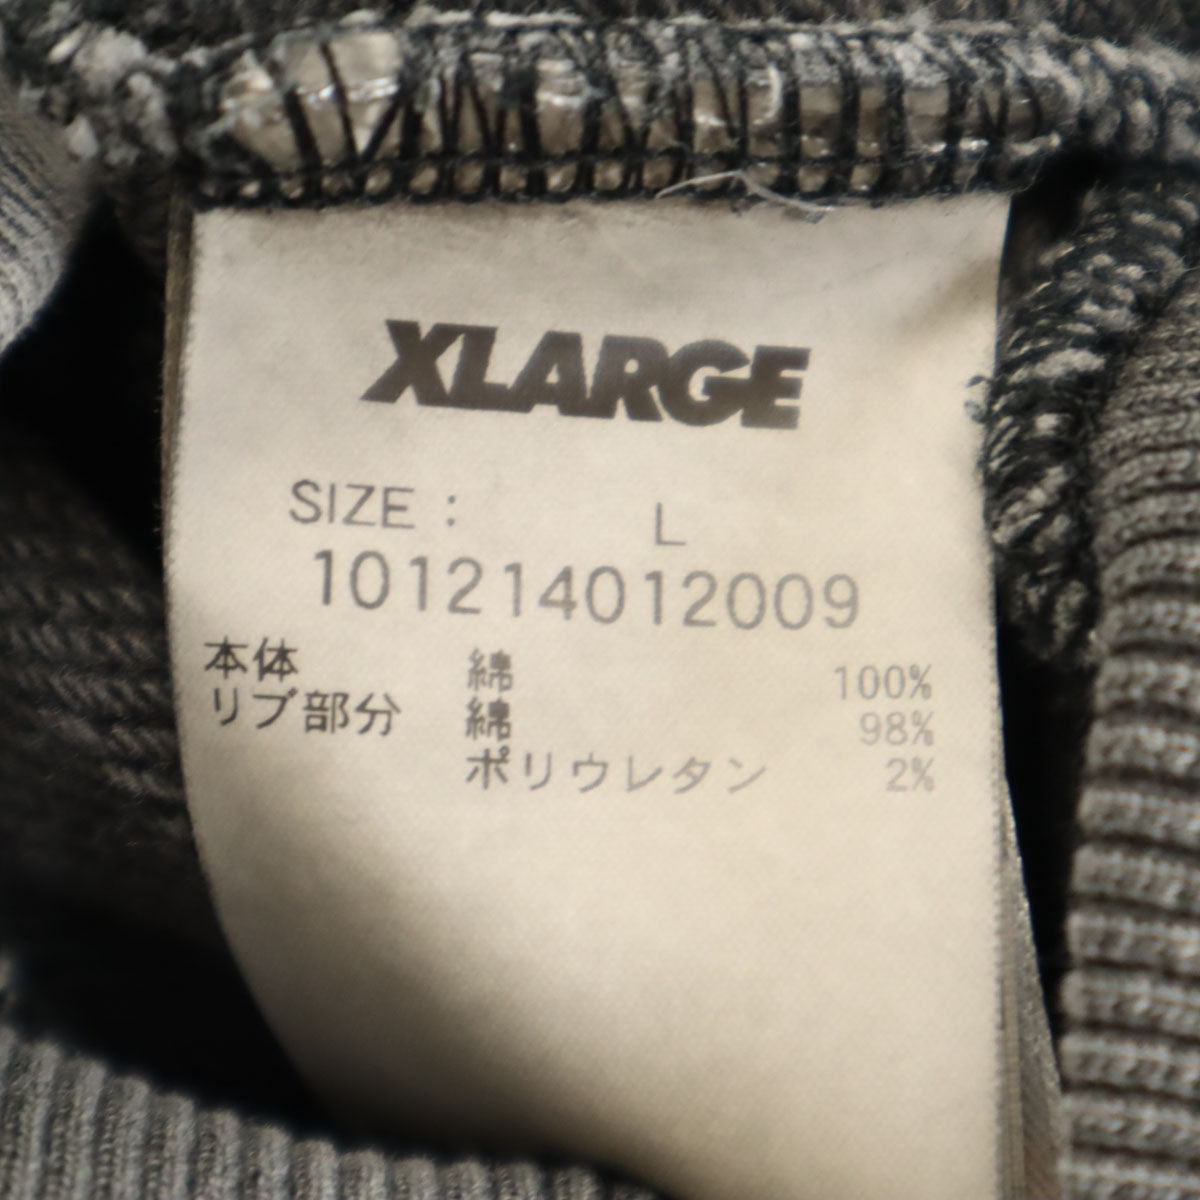 XLARGE
SIZE : L
101214012009
本体 綿 100%
リブ部分 綿 98%
ポリウレタン 2%